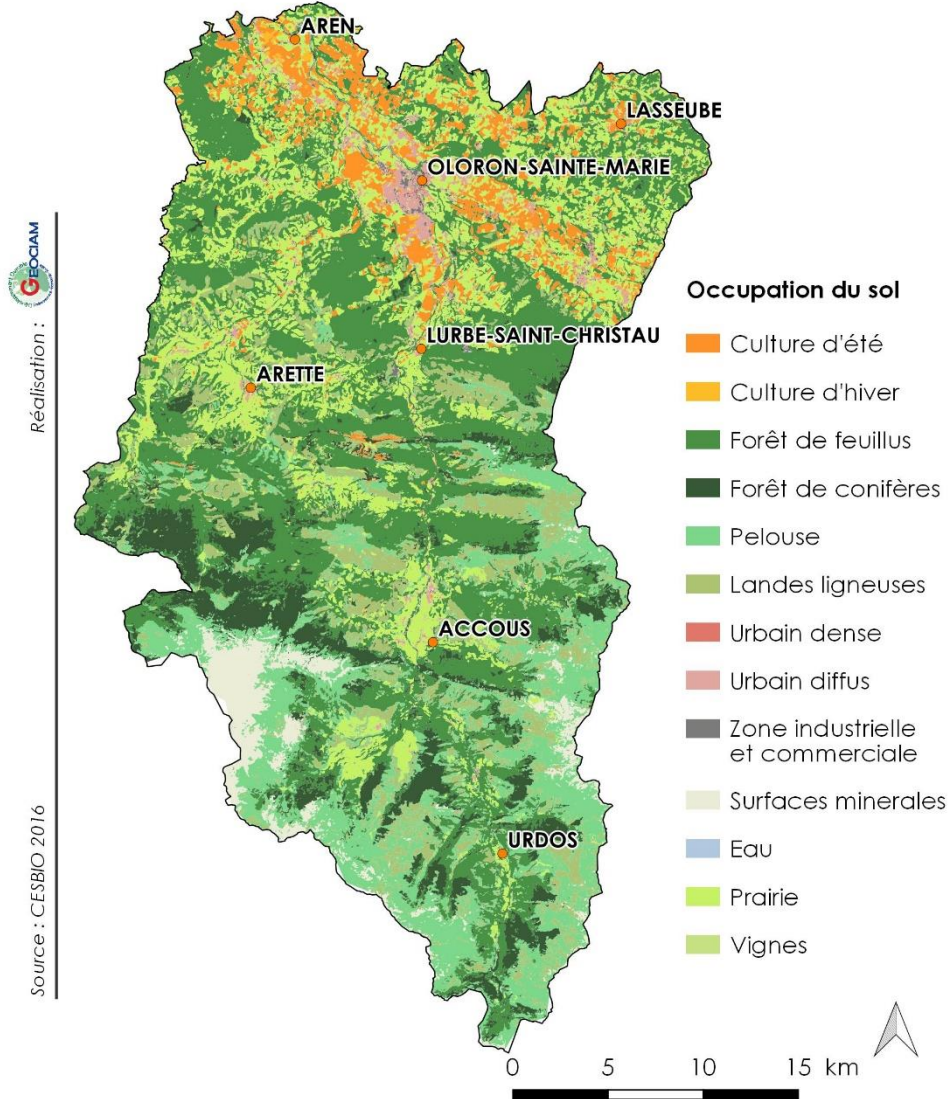 AREN
LASSEUBE
OLORON-SAINTE-MARIE
LURBE-SAINT-CHRISTAU
ARETTE
ACCOUS
URDOS
Réalisation :
GEOCIAM
Source : CESBIO 2016
Occupation du sol
Culture d'été
Culture d'hiver
Forêt de feuillus
Forêt de conifères
Pelouse
Landes ligneuses
Urbain dense
Urbain diffus
Zone industrielle
et commerciale
Surfaces minerales
Eau
Prairie
Vignes
0 5 10 15 km